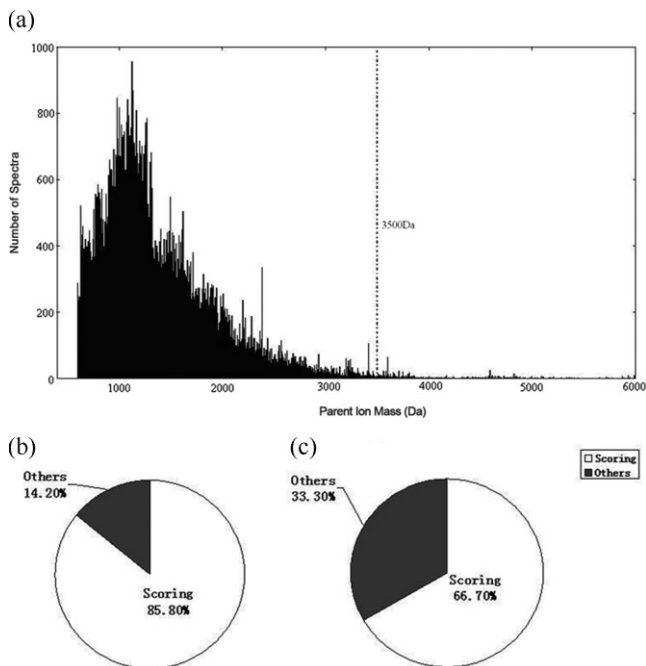 (a)
1000
800
600
400
200
0
Number of Spectra
3500Da
1000 2000 3000 4000 5000 6000
Parent Ion Mass (Da)
(b)
Others
14.20%
Scoring
85.80%
(c)
Others
33.30%
Scoring
66.70%
Scoring
Others